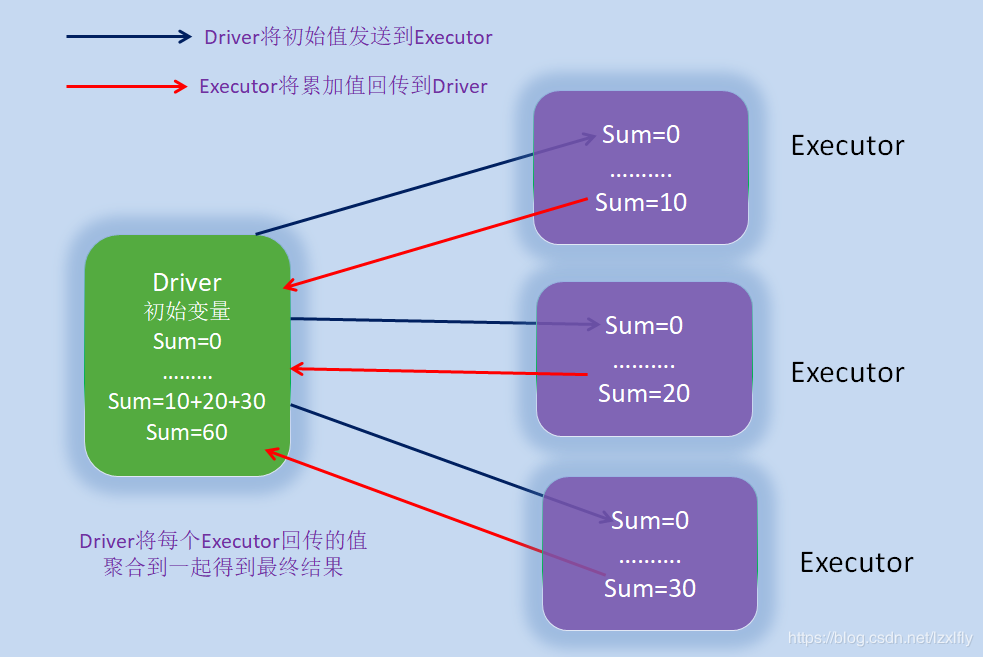 Driver将初始值发送到Executor
Executor将累加值回传到Driver
Sum=0
..........
Sum=10
Executor
Driver
初始变量
Sum=0
.........
Sum=10+20+30
Sum=60
Sum=0
..........
Sum=20
Executor
Sum=0
..........
Sum=30
Executor
Driver将每个Executor回传的值
聚合到一起得到最终结果
https://blog.csdn.net/lzxlfly